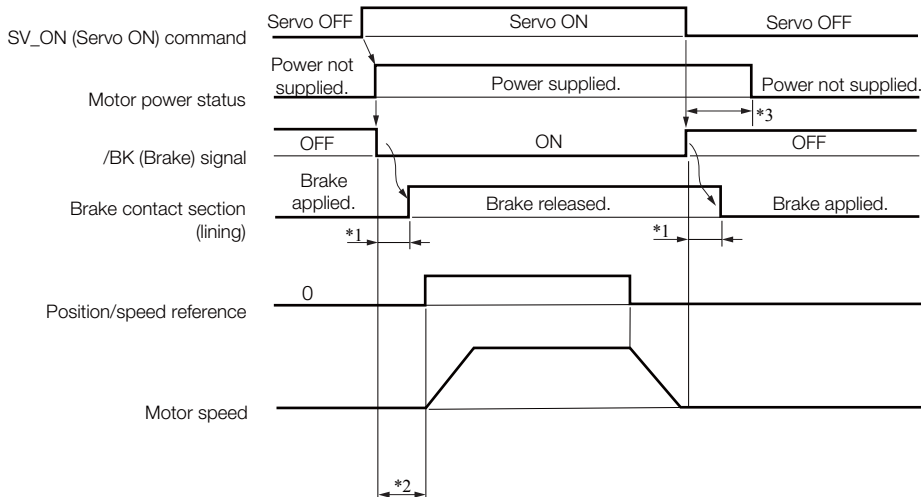 Servo OFF Servo ON Servo OFF
SV_ON (Servo ON) command
Power not
supplied. Power supplied. Power not supplied.
Motor power status
*3
OFF ON OFF
/BK (Brake) signal
Brake
applied. Brake released. Brake applied.
Brake contact section
(lining)
*1 *1
0
Position/speed reference
Motor speed
*2